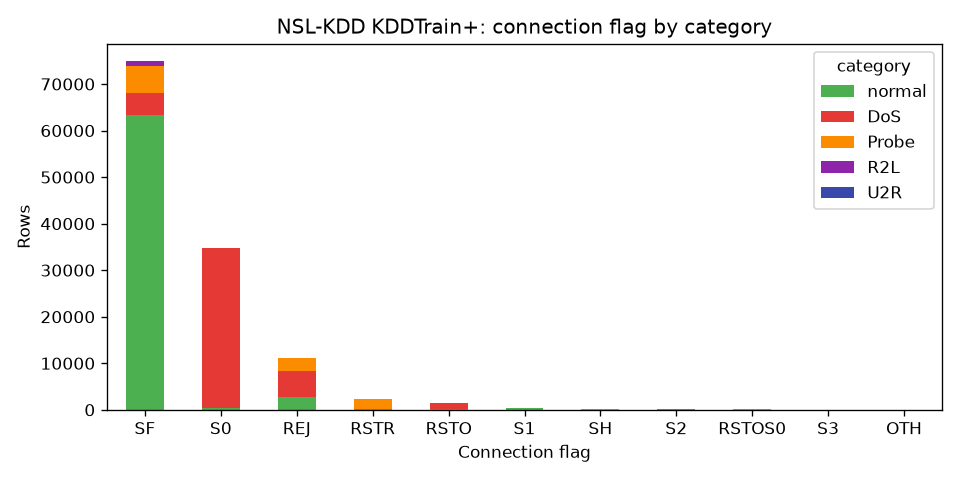 NSL-KDD KDDTrain+: connection flag by category
category
normal
DoS
Probe
R2L
U2R
Rows
70000
60000
50000
40000
30000
20000
10000
0
SF S0 REJ RSTR RSTO S1 SH S2 RSTOS0 S3 OTH
Connection flag